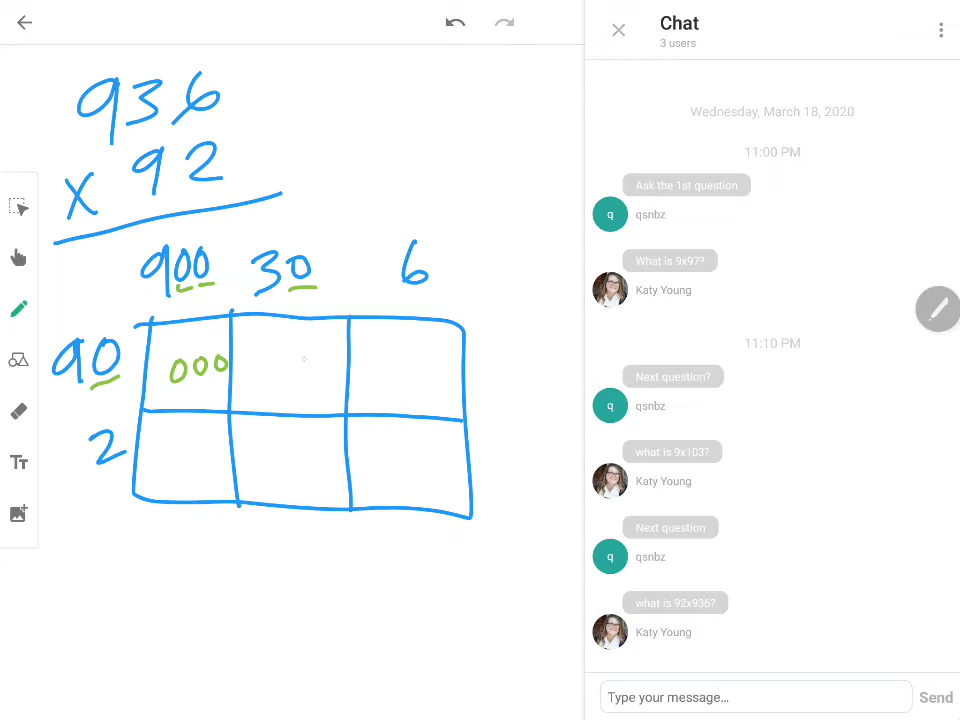 936
x 92
900 30 6
90 000
2
Chat
3 users
Wednesday, March 18, 2020
11:00 PM
Ask the 1st question
q qsnbz
What is 9x97?
Katy Young
11:10 PM
Next question?
q qsnbz
what is 9x103?
Katy Young
Next question
q qsnbz
what is 92x936?
Katy Young
Type your message... Send
Tт